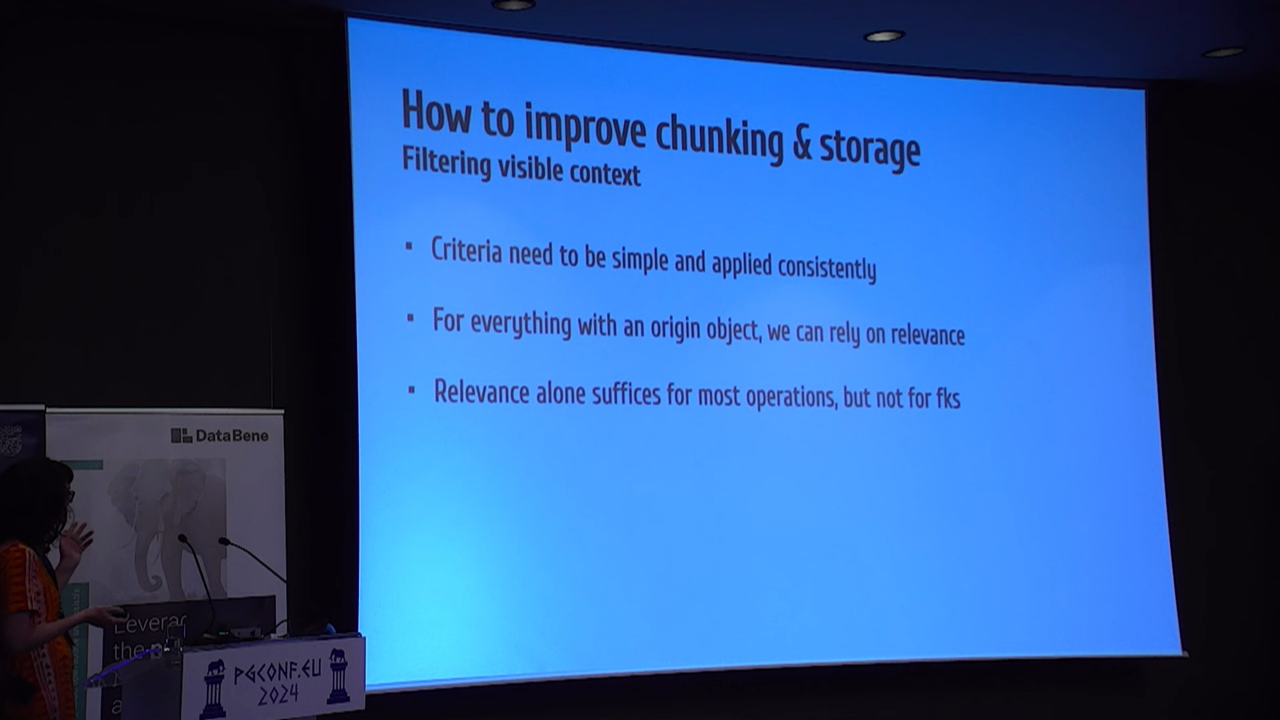 How to improve chunking & storage
Filtering visible context
▪ Criteria need to be simple and applied consistently
▪ For everything with an origin object, we can rely on relevance
▪ Relevance alone suffices for most operations, but not for fks
DataBene
the
PGCONF.EU
2024